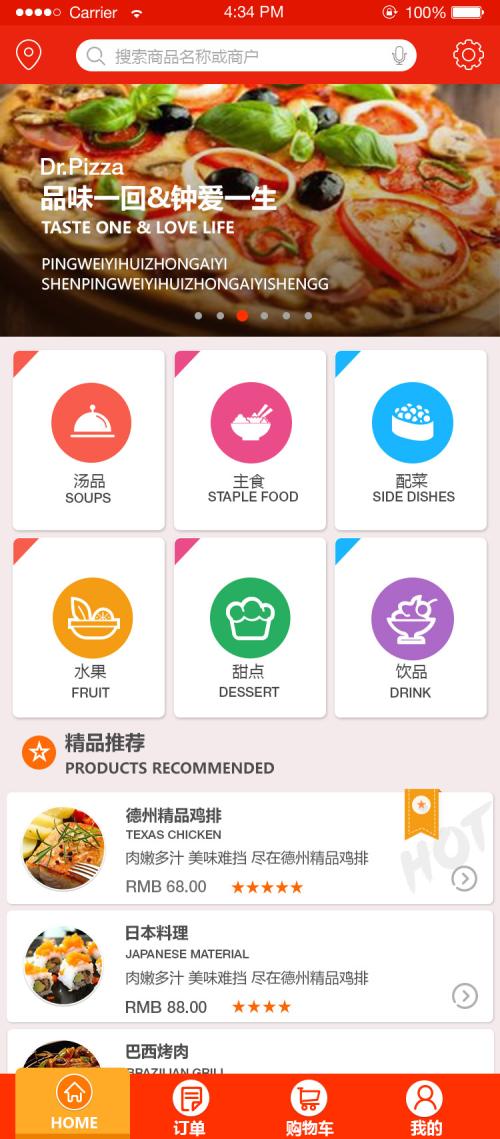 Carrier 4:34 PM 100%
搜索商品名称或商户
Dr.Pizza
品味一回&钟爱一生
TASTE ONE & LOVE LIFE
PINGWEIYIHUIZHONGAIYI
SHENPINGWEIYIHUIZHONGAIYISHENGG
汤品 主食 配菜
SOUPS STAPLE FOOD SIDE DISHES
水果 甜点 饮品
FRUIT DESSERT DRINK
精品推荐
PRODUCTS RECOMMENDED
德州精品鸡排
TEXAS CHICKEN
肉嫩多汁 美味难挡 尽在德州精品鸡排
HOT
RMB 68.00 ★★★★★
日本料理
JAPANESE MATERIAL
肉嫩多汁 美味难挡 尽在德州精品鸡排
RMB 88.00 ★★★★
巴西烤肉
BRAZILIAN GRILL
HOME 订单 购物车 我的